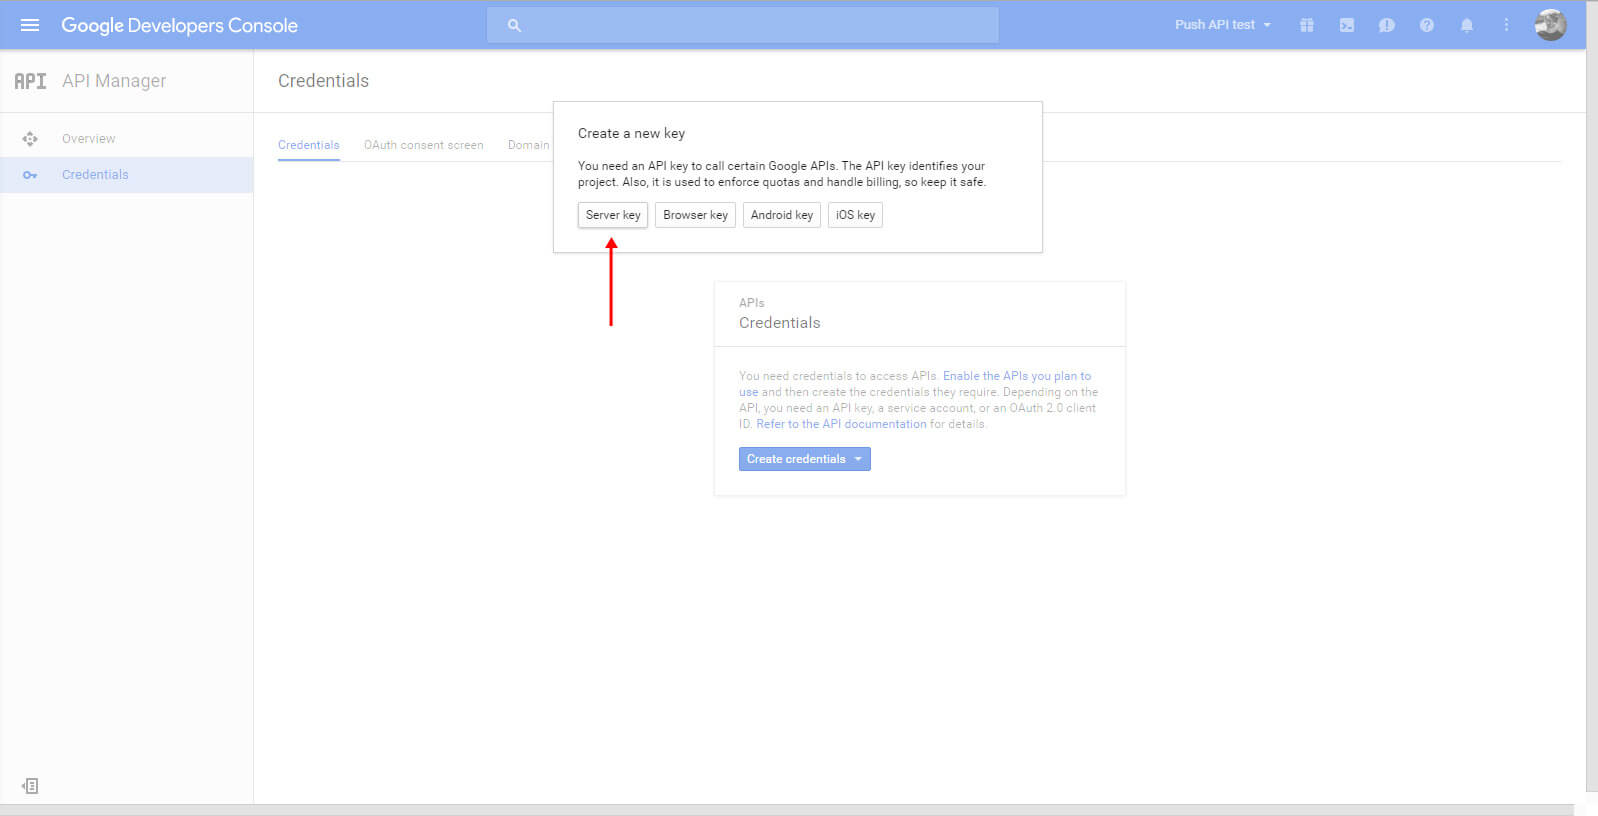 Google Developers Console
Push API test
API API Manager
Credentials
Overview
Credentials
Credentials OAuth consent screen Domain
Create a new key
You need an API key to call certain Google APIs. The API key identifies your
project. Also, it is used to enforce quotas and handle billing, so keep it safe.
Server key Browser key Android key iOS key
APIs
Credentials
You need credentials to access APIs. Enable the APIs you plan to
use and then create the credentials they require. Depending on the
API, you need an API key, a service account, or an OAuth 2.0 client
ID. Refer to the API documentation for details.
Create credentials